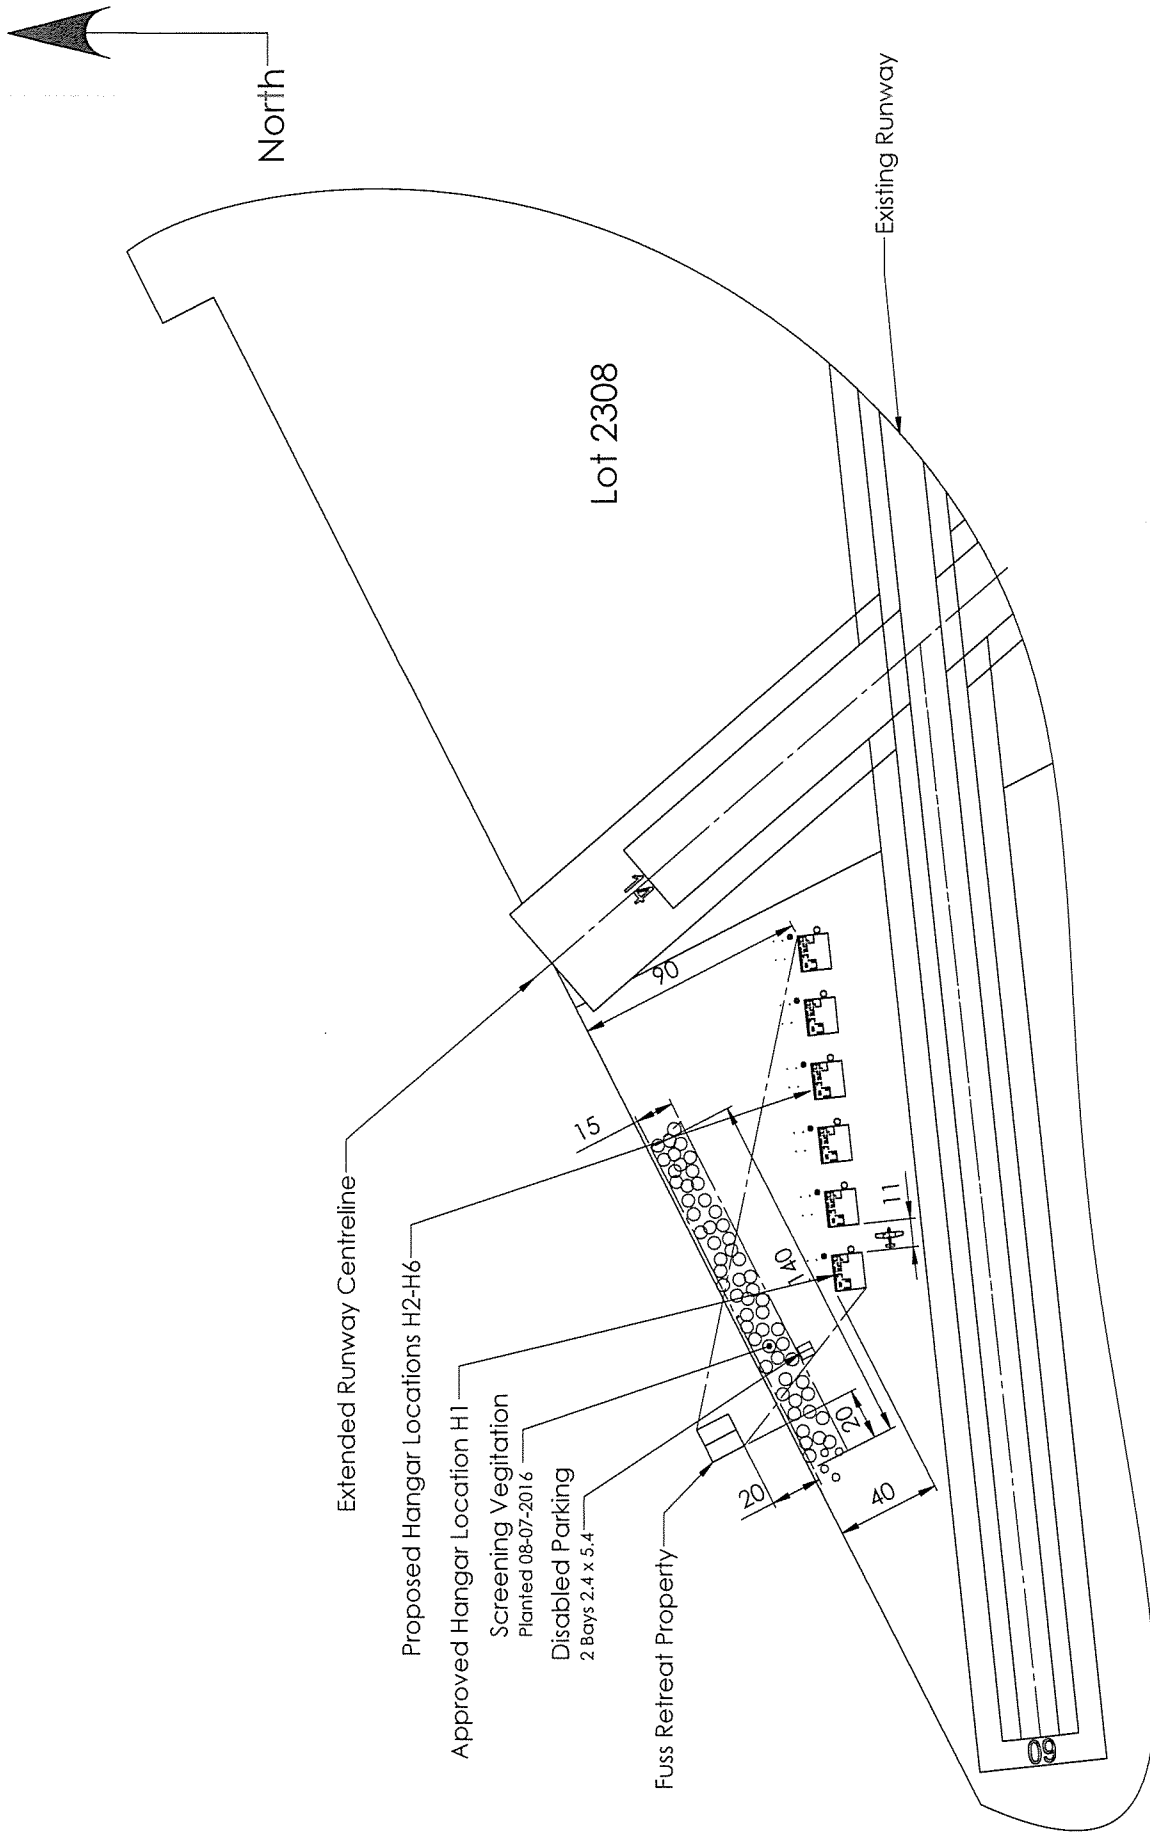 North
Existing Runway
Lot 2308
Extended Runway Centreline
Proposed Hangar Locations H2-H6
Approved Hangar Location H1
Screening Vegitation
Planted 08-07-2016
Disabled Parking
2 Bays 2.4 x 5.4
Fuss Retreat Property
14
90
15
140
11
20
20
40
09